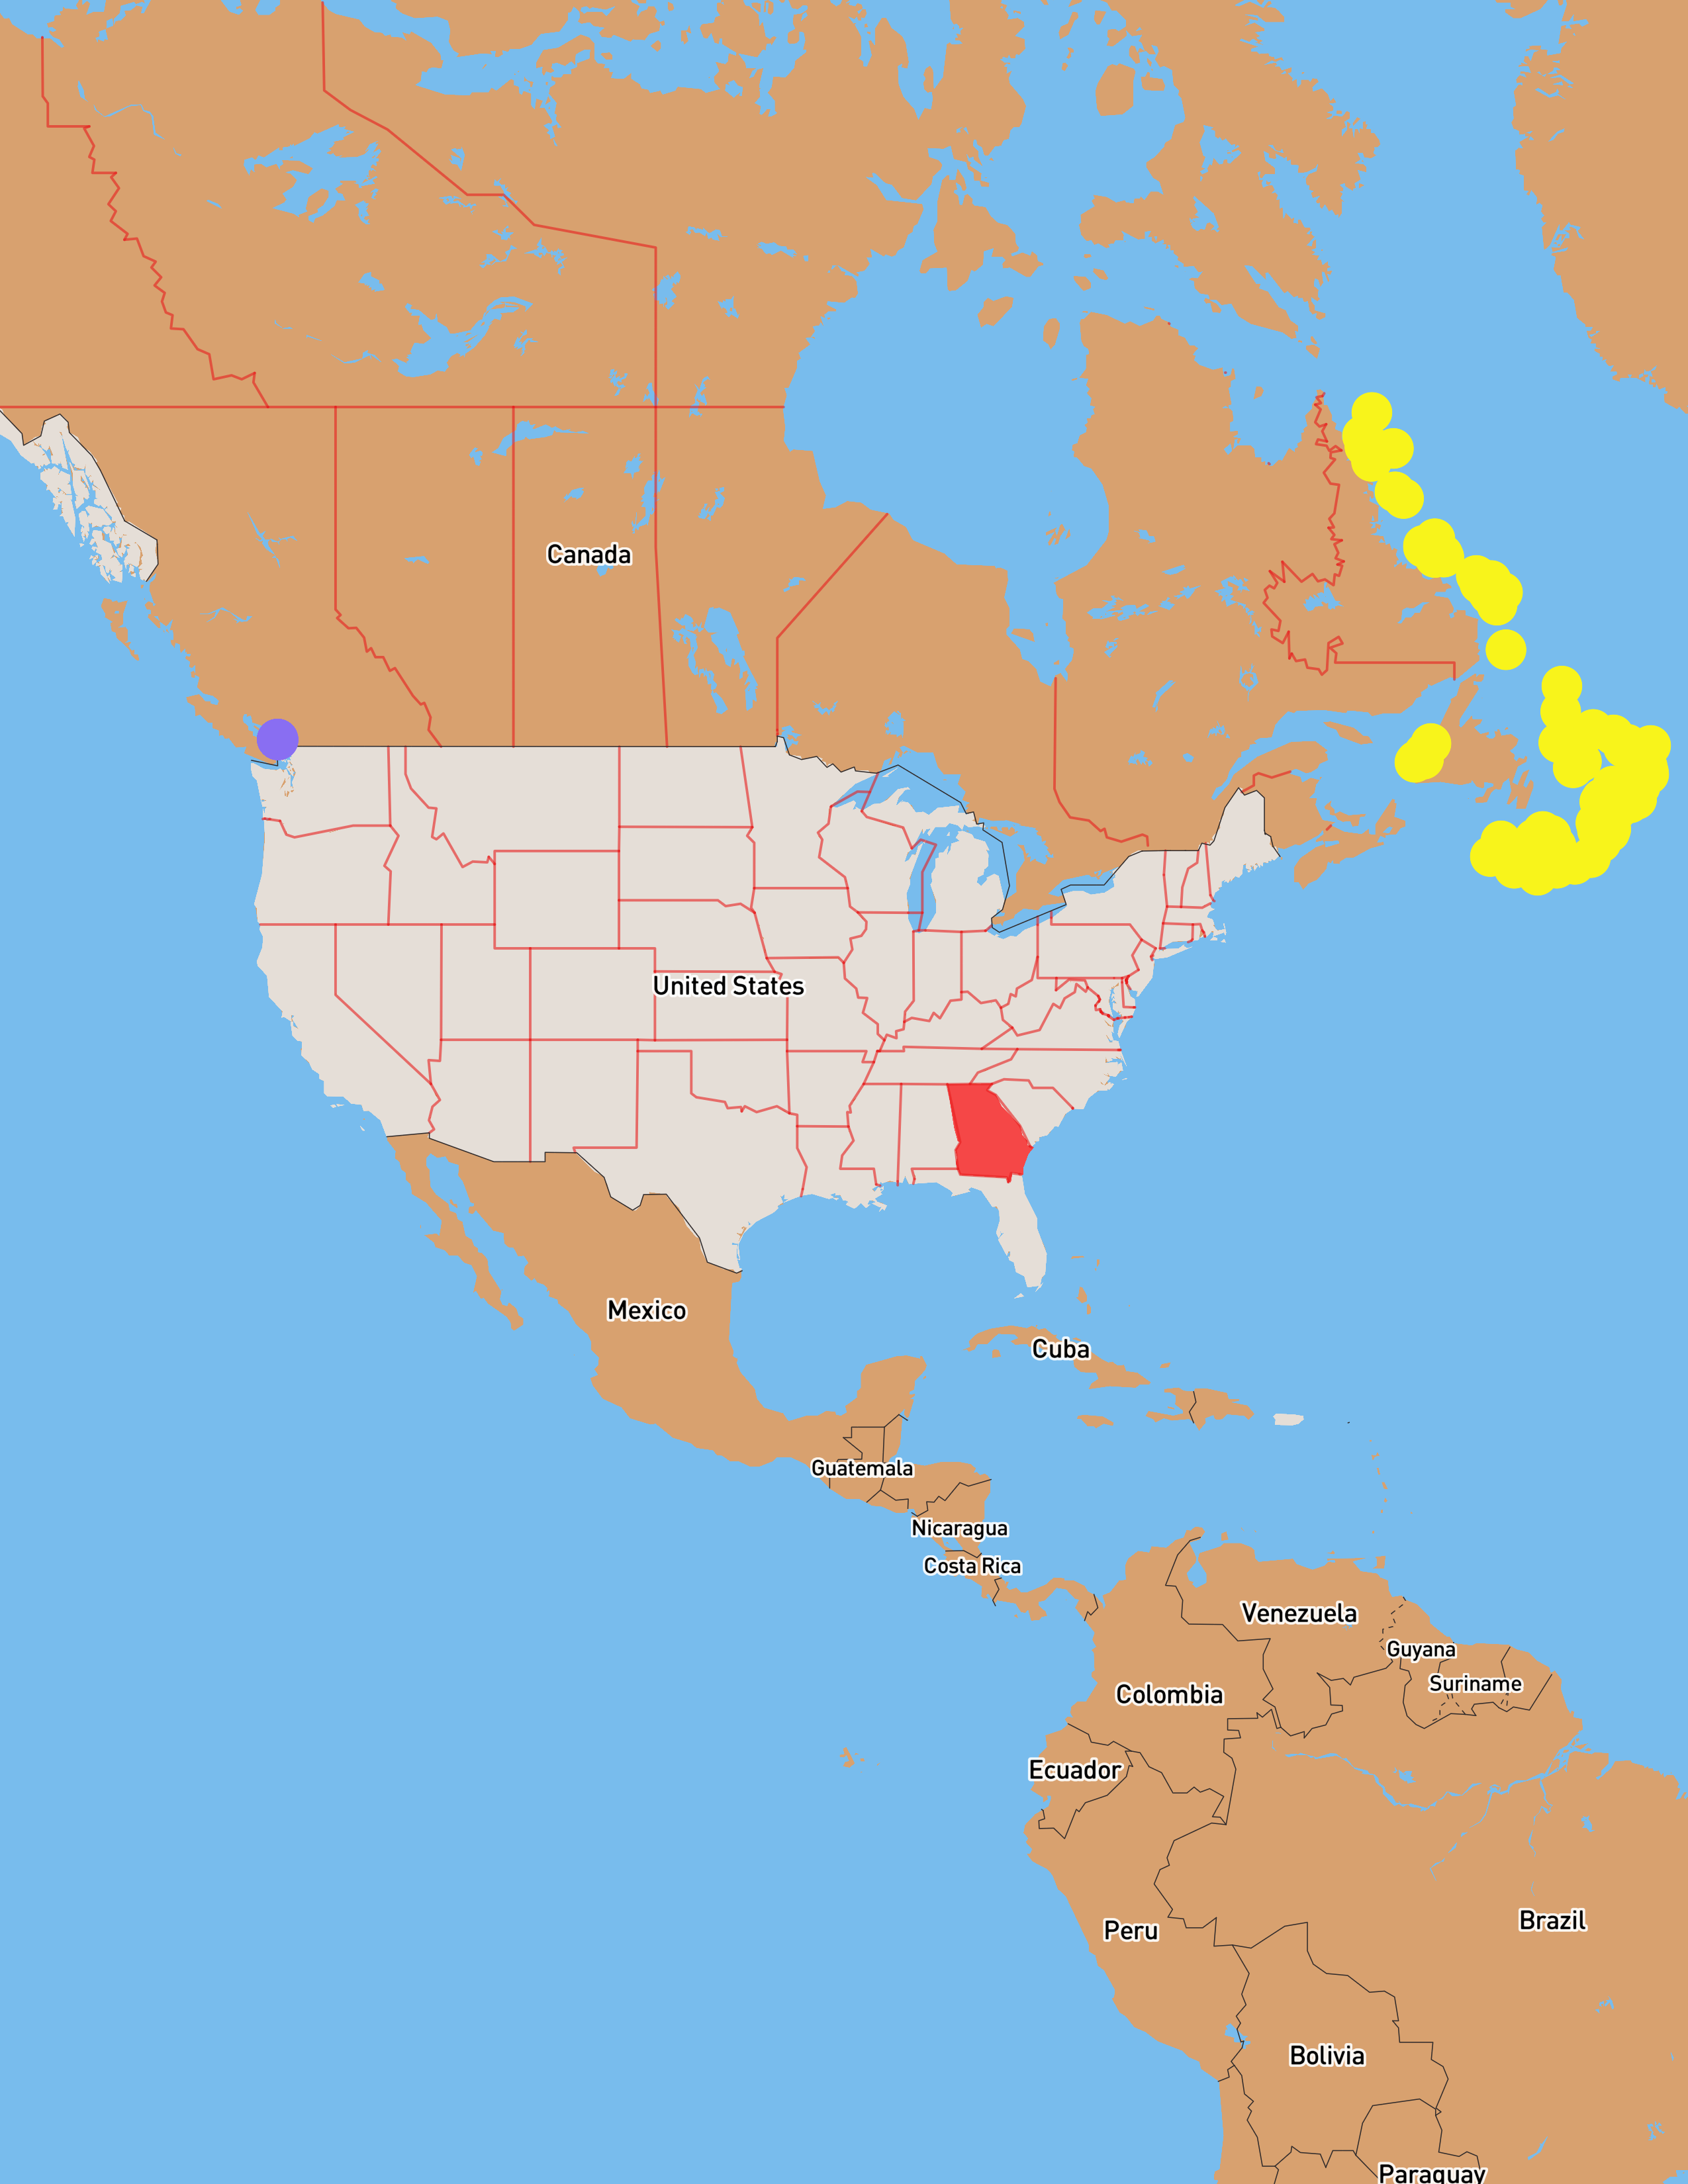 Canada
United States
Mexico
Cuba
Guatemala
Nicaragua
Costa Rica
Venezuela
Guyana
Suriname
Colombia
Ecuador
Brazil
Peru
Bolivia
Paraguay